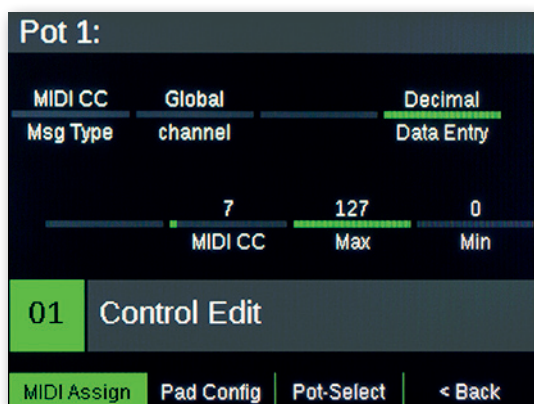 Pot 1:
MIDI CC Global Decimal
Msg Type channel Data Entry
7 127 0
MIDI CC Max Min
01 Control Edit
MIDI Assign Pad Config Pot-Select < Back